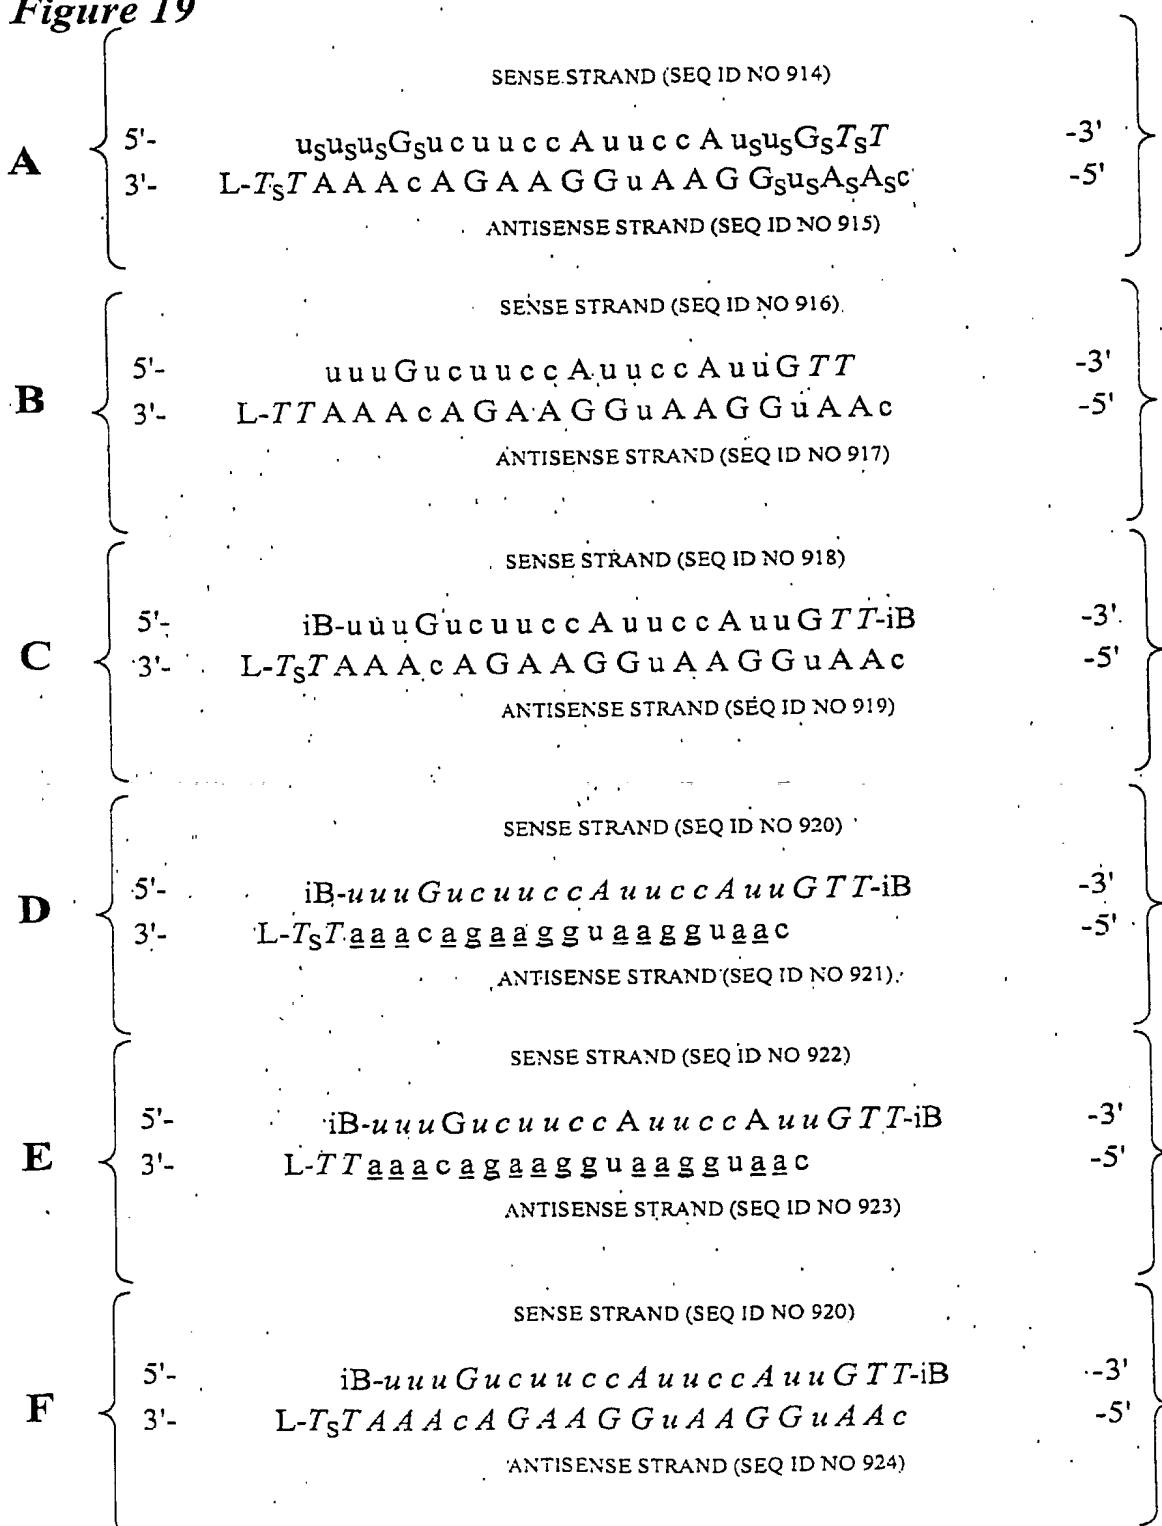 Figure 19
SENSE STRAND (SEQ ID NO 914)
A
5'- usususGsucuuccAuuccAususGsTsT -3'
3'- L-TsTAAAcAGAAGGuAAGGsusAsAsc -5'
ANTISENSE STRAND (SEQ ID NO 915)
SENSE STRAND (SEQ ID NO 916)
B
5'- uuuGucuuccAuuccAuuGTT -3'
3'- L-TTAAAcAGAAGGuAAGGuAAc -5'
ANTISENSE STRAND (SEQ ID NO 917)
SENSE STRAND (SEQ ID NO 918)
C
5'- iB-uuuGucuuccAuuccAuuGTT-iB -3'
3'- L-TsTAAAcAGAAGGuAAGGuAAc -5'
ANTISENSE STRAND (SEQ ID NO 919)
SENSE STRAND (SEQ ID NO 920)
D
5'- iB-uuuGucuuccAuuccAuuGTT-iB -3'
3'- L-TsTaaacagaagguaagguaac -5'
ANTISENSE STRAND (SEQ ID NO 921)
SENSE STRAND (SEQ ID NO 922)
E
5'- iB-uuuGucuuccAuuccAuuGTT-iB -3'
3'- L-TTaaacagaagguaagguaac -5'
ANTISENSE STRAND (SEQ ID NO 923)
SENSE STRAND (SEQ ID NO 920)
F
5'- iB-uuuGucuuccAuuccAuuGTT-iB -3'
3'- L-TsTAAAcAGAAGGuAAGGuAAc -5'
ANTISENSE STRAND (SEQ ID NO 924)